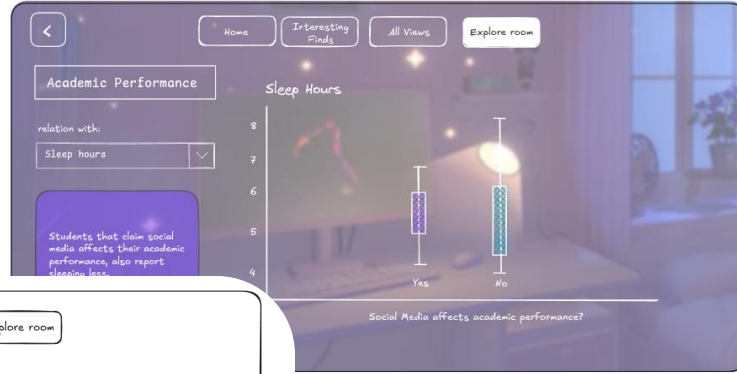 Home
Interesting
Finds
All Views
Explore room
Academic Performance
relation with:
Sleep hours
Students that claim social
media affects their academic
performance, also report
sleeping less.
Sleep Hours
8
7
6
5
4
Yes
No
Social Media affects academic performance?
room